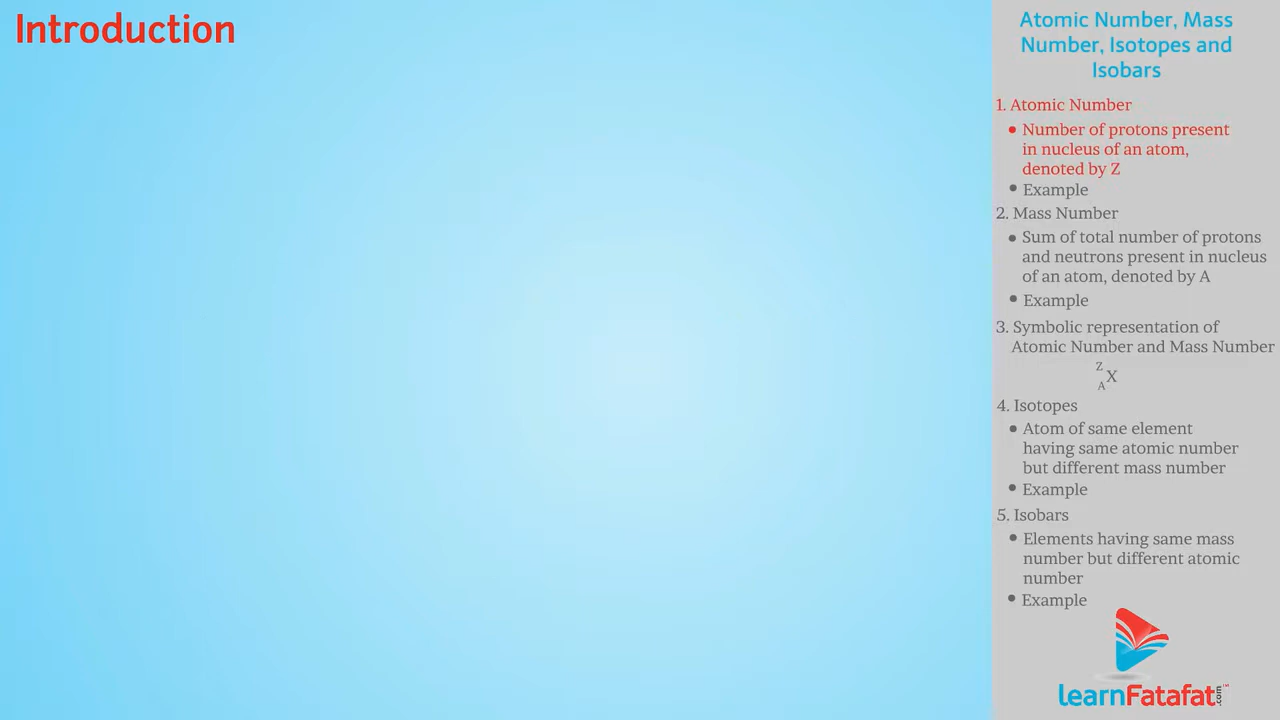 Introduction
Atomic Number, Mass
Number, Isotopes and
Isobars
1. Atomic Number
• Number of protons present
in nucleus of an atom,
denoted by Z
• Example
2. Mass Number
• Sum of total number of protons
and neutrons present in nucleus
of an atom, denoted by A
• Example
3. Symbolic representation of
Atomic Number and Mass Number
Z
X
A
4. Isotopes
• Atom of same element
having same atomic number
but different mass number
• Example
5. Isobars
• Elements having same mass
number but different atomic
number
• Example
learnFatafat.com™